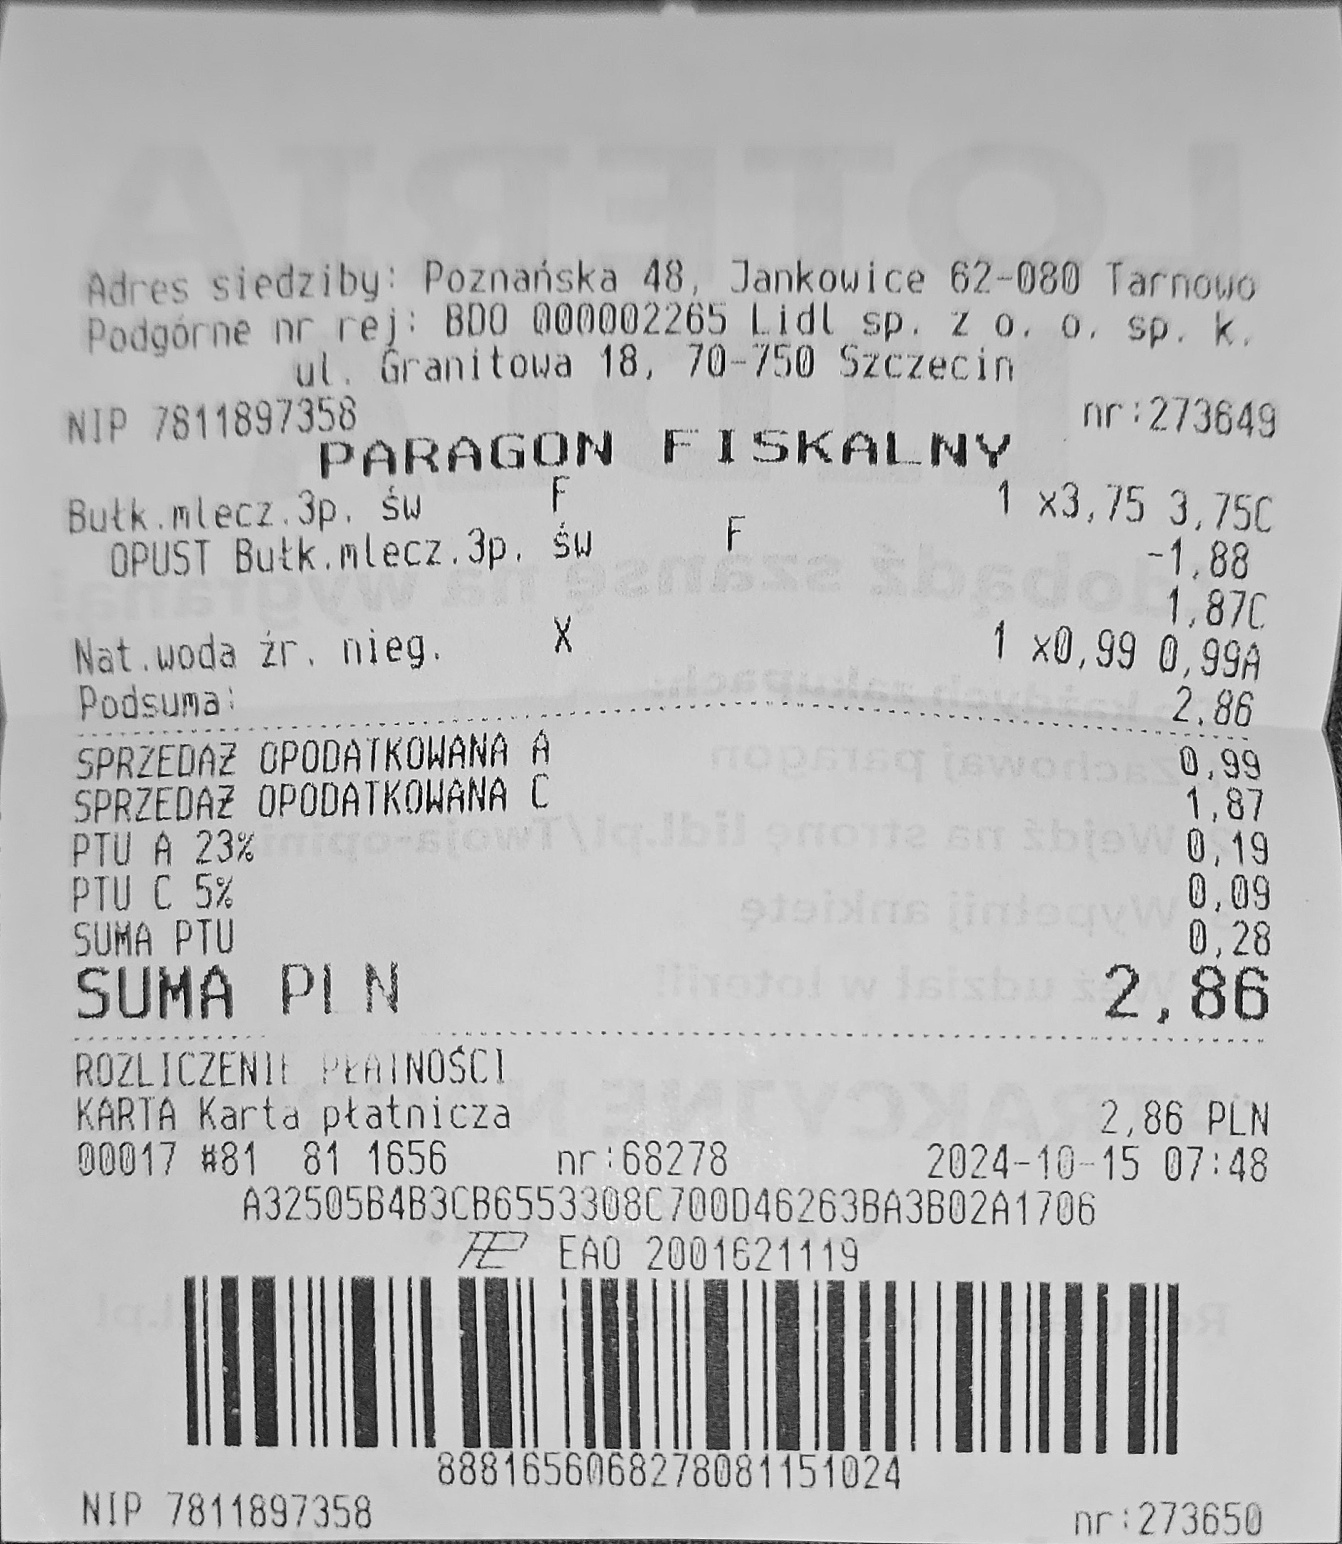 Adres siedziby: Poznańska 48, Jankowice 62-080 Tarnowo
Podgórne nr rej: BDO 000002265 Lidl sp. z o. o. sp. k.
ul. Granitowa 18, 70-750 Szczecin
NIP 7811897358 nr:273649
PARAGON FISKALNY
Bułk.mlecz.3p. św F 1 x3,75 3,75C
OPUST Bułk.mlecz.3p. św F -1,88
1,87C
Nat.woda źr. nieg. X 1 x0,99 0,99A
Podsuma: 2,86
SPRZEDAŻ OPODATKOWANA A 0,99
SPRZEDAŻ OPODATKOWANA C 1,87
PTU A 23% 0,19
PTU C 5% 0,09
SUMA PTU 0,28
SUMA PLN 2,86
ROZLICZENIE PŁATNOŚCI
KARTA Karta płatnicza 2,86 PLN
00017 #81 81 1656 nr:68278 2024-10-15 07:48
A32505B4B3CB6553308C700D46263BA3B02A1706
EAO 2001621119
8881656068278081151024
NIP 7811897358 nr:273650